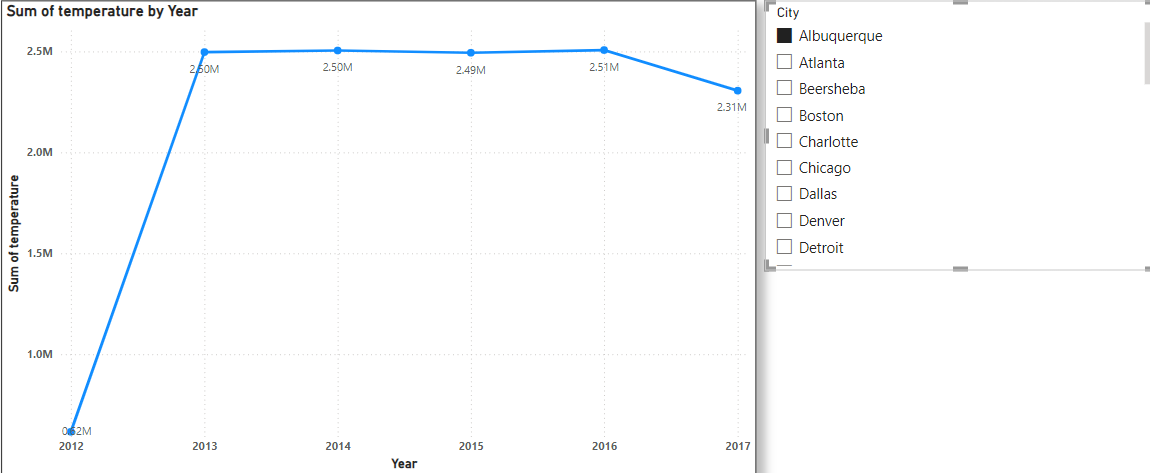 Sum of temperature by Year
2.5M
2.0M
1.5M
1.0M
Sum of temperature
2.50M
2.50M
2.49M
2.51M
2.31M
0.62M
2012 2013 2014 2015 2016 2017
Year
City
Albuquerque
Atlanta
Beersheba
Boston
Charlotte
Chicago
Dallas
Denver
Detroit